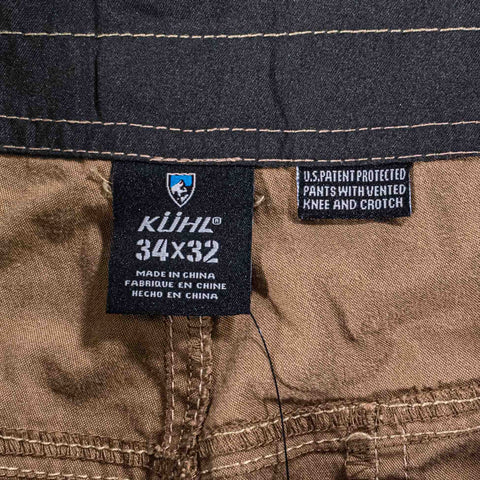 KÜHL®
34X32
MADE IN CHINA
FABRIQUE EN CHINE
HECHO EN CHINA
U.S.PATENT PROTECTED
PANTS WITH VENTED
KNEE AND CROTCH